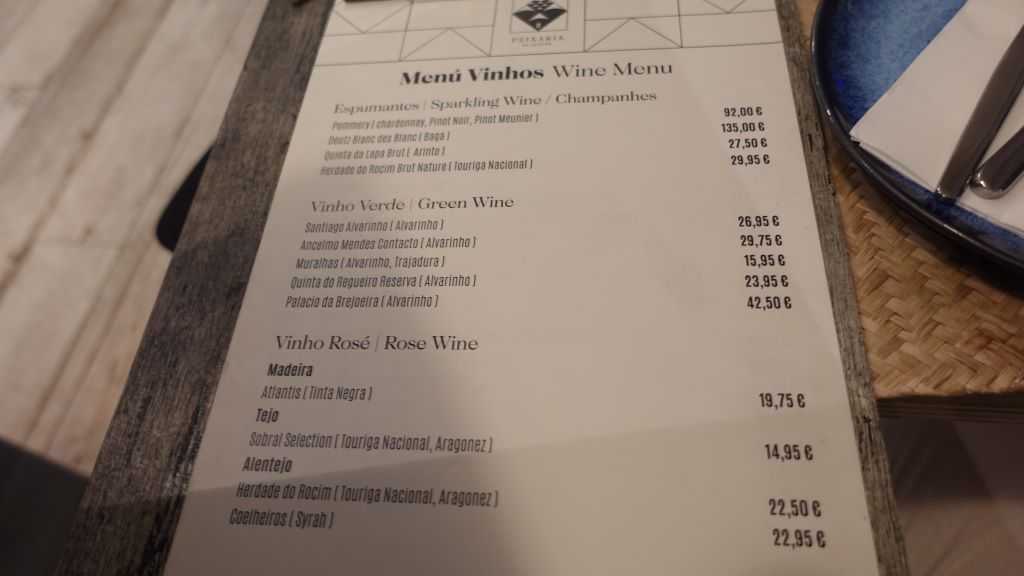 PEIXARIA
Menú Vinhos Wine Menu
Espumantes | Sparkling Wine / Champanhes
Pommery ( chardonnay, Pinot Noir, Pinot Meunier ) 92,00 €
Deutz Blanc des Blanc ( Baga ) 135,00 €
Quinta da Lapa Brut ( Arinto ) 27,50 €
Herdade do Rocim Brut Nature ( Touriga Nacional ) 29,95 €
Vinho Verde | Green Wine
Santiago Alvarinho ( Alvarinho ) 26,95 €
Ancelmo Mendes Contacto ( Alvarinho ) 29,75 €
Muralhas ( Alvarinho, Trajadura ) 15,95 €
Quinta do Regueiro Reserva ( Alvarinho ) 23,95 €
Palacio da Brejoeira ( Alvarinho ) 42,50 €
Vinho Rosé | Rose Wine
Madeira
Atlantis ( Tinta Negra ) 19,75 €
Tejo
Sobral Selection ( Touriga Nacional, Aragonez ) 14,95 €
Alentejo
Herdade do Rocim ( Touriga Nacional, Aragonez ) 22,50 €
Coelheiros ( Syrah ) 22,95 €